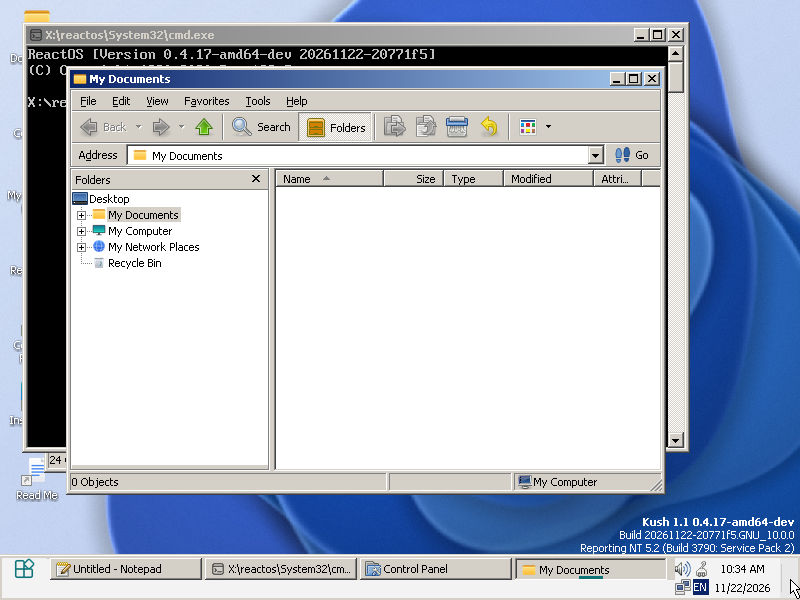 X:\reactos\System32\cmd.exe
ReactOS [Version 0.4.17-amd64-dev 20261122-20771f5]
(C)
X:\re
My Documents
File Edit View Favorites Tools Help
Back Search Folders
Address My Documents Go
Folders
Name Size Type Modified Attri...
Desktop
My Documents
My Computer
My Network Places
Recycle Bin
0 Objects My Computer
24
Read Me
Kush 1.1 0.4.17-amd64-dev
Build 20261122-20771f5.GNU_10.0.0
Reporting NT 5.2 (Build 3790: Service Pack 2)
Untitled - Notepad X:\reactos\System32\cm... Control Panel My Documents
10:34 AM
EN 11/22/2026